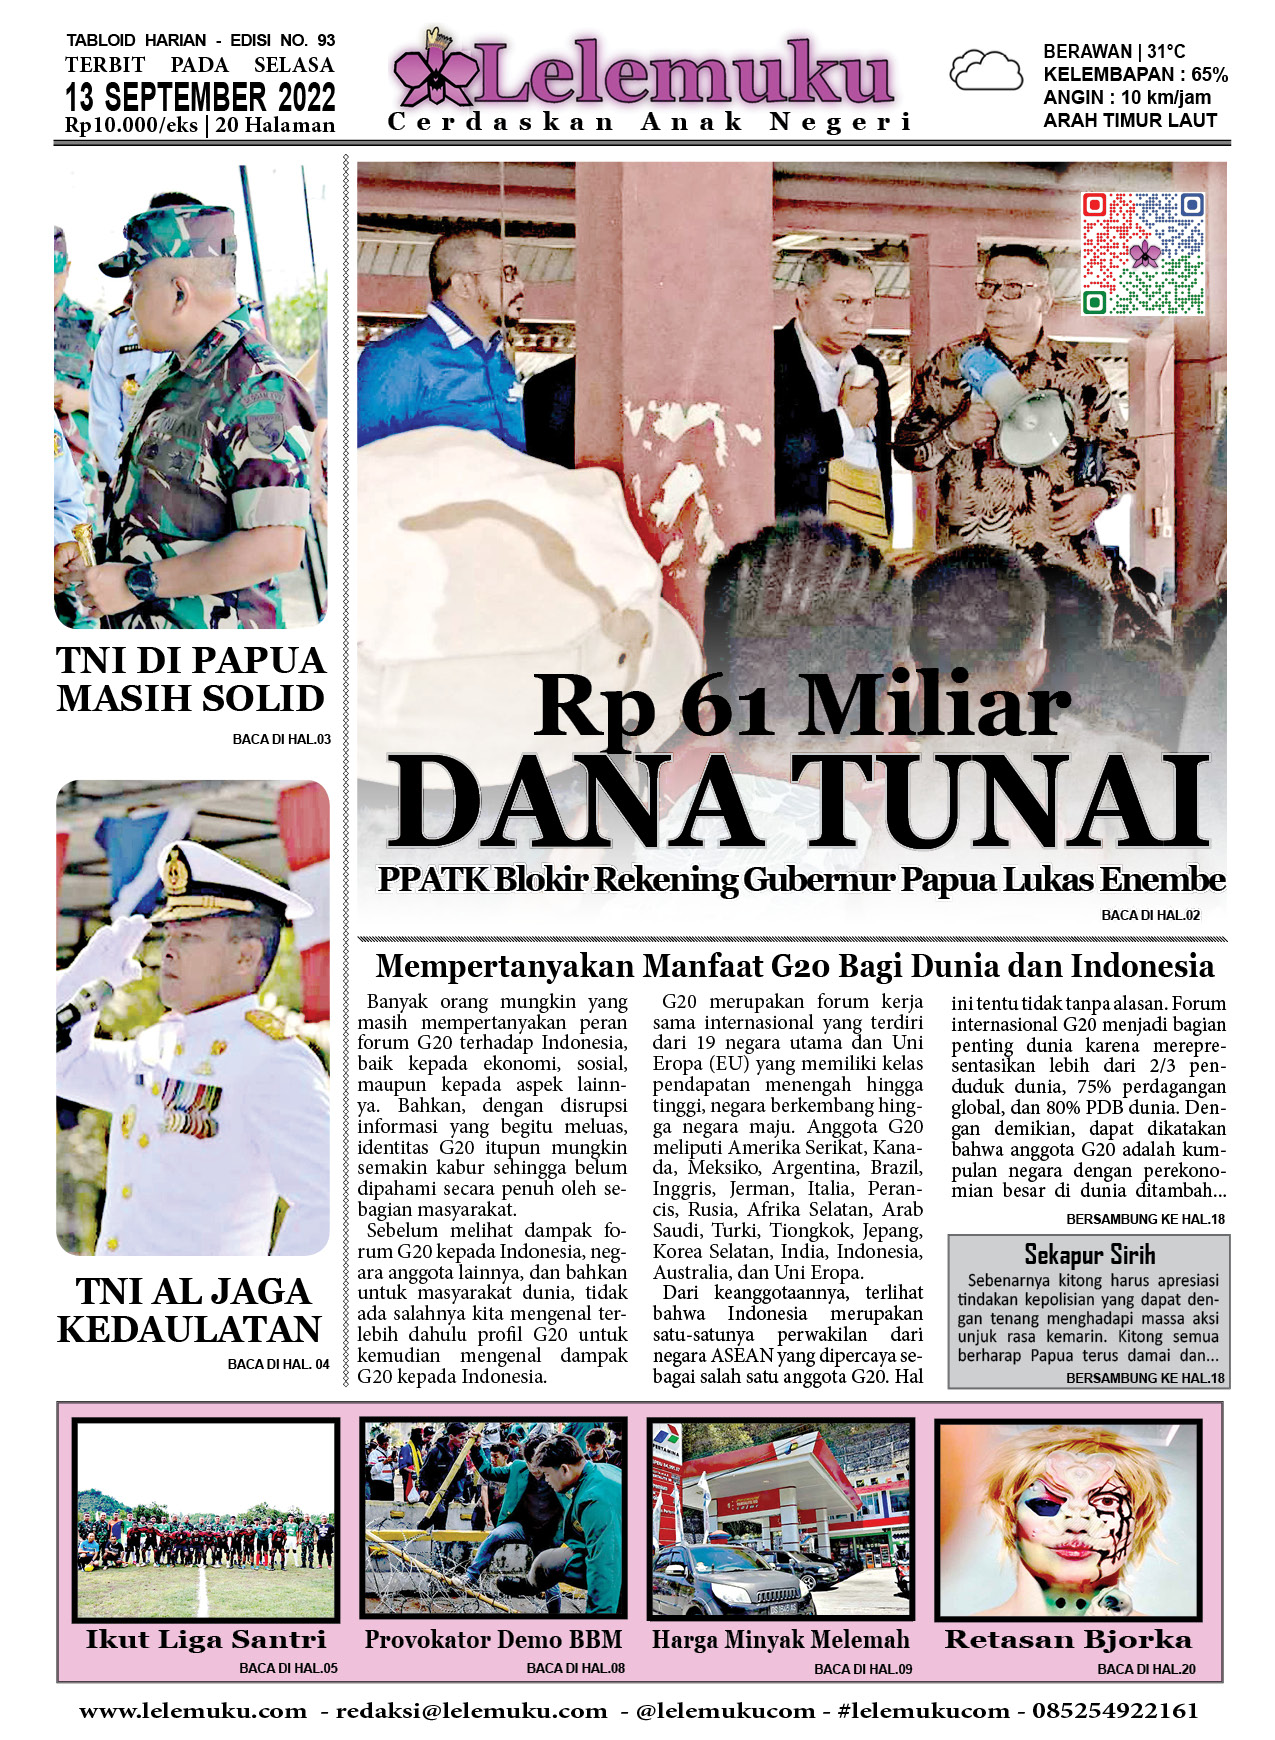 TABLOID HARIAN - EDISI NO. 93
TERBIT PADA SELASA
13 SEPTEMBER 2022
Rp10.000/eks | 20 Halaman
Lelemuku
Cerdaskan Anak Negeri
BERAWAN | 31°C
KELEMBAPAN : 65%
ANGIN : 10 km/jam
ARAH TIMUR LAUT
TNI DI PAPUA
MASIH SOLID
BACA DI HAL.03
TNI AL JAGA
KEDAULATAN
BACA DI HAL. 04
Rp 61 Miliar
DANA TUNAI
PPATK Blokir Rekening Gubernur Papua Lukas Enembe
BACA DI HAL.02
Mempertanyakan Manfaat G20 Bagi Dunia dan Indonesia
Banyak orang mungkin yang
masih mempertanyakan peran
forum G20 terhadap Indonesia,
baik kepada ekonomi, sosial,
maupun kepada aspek lainn-
ya. Bahkan, dengan disrupsi
informasi yang begitu meluas,
identitas G20 itupun mungkin
semakin kabur sehingga belum
dipahami secara penuh oleh se-
bagian masyarakat.
Sebelum melihat dampak fo-
rum G20 kepada Indonesia, neg-
ara anggota lainnya, dan bahkan
untuk masyarakat dunia, tidak
ada salahnya kita mengenal ter-
lebih dahulu profil G20 untuk
kemudian mengenal dampak
G20 kepada Indonesia.
G20 merupakan forum kerja
sama internasional yang terdiri
dari 19 negara utama dan Uni
Eropa (EU) yang memiliki kelas
pendapatan menengah hingga
tinggi, negara berkembang hing-
ga negara maju. Anggota G20
meliputi Amerika Serikat, Kana-
da, Meksiko, Argentina, Brazil,
Inggris, Jerman, Italia, Peran-
cis, Rusia, Afrika Selatan, Arab
Saudi, Turki, Tiongkok, Jepang,
Korea Selatan, India, Indonesia,
Australia, dan Uni Eropa.
Dari keanggotaannya, terlihat
bahwa Indonesia merupakan
satu-satunya perwakilan dari
negara ASEAN yang dipercaya se-
bagai salah satu anggota G20. Hal
ini tentu tidak tanpa alasan. Forum
internasional G20 menjadi bagian
penting dunia karena merepre-
sentasikan lebih dari 2/3 pen-
duduk dunia, 75% perdagangan
global, dan 80% PDB dunia. Den-
gan demikian, dapat dikatakan
bahwa anggota G20 adalah kum-
pulan negara dengan perekono-
mian besar di dunia ditambah...
BERSAMBUNG KE HAL.18
Sekapur Sirih
Sebenarnya kitong harus apresiasi
tindakan kepolisian yang dapat den-
gan tenang menghadapi massa aksi
unjuk rasa kemarin. Kitong semua
berharap Papua terus damai dan...
BERSAMBUNG KE HAL.18
PERTAMINA
Ikut Liga Santri
BACA DI HAL.05
Provokator Demo BBM
BACA DI HAL.08
Harga Minyak Melemah
BACA DI HAL.09
Retasan Bjorka
BACA DI HAL.20
www.lelemuku.com - redaksi@lelemuku.com - @lelemukucom - #lelemukucom - 085254922161